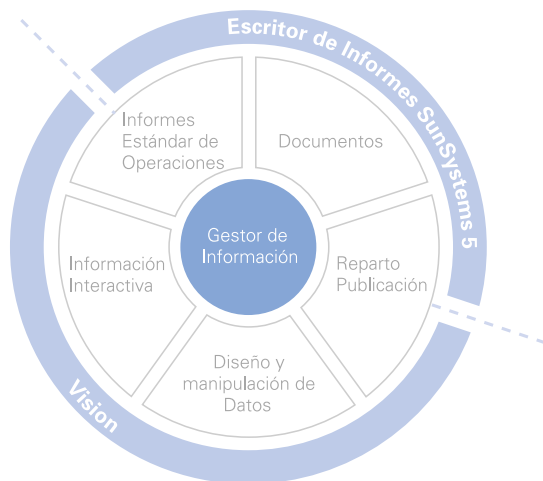 Escritor de Informes SunSystems 5
Informes
Estándar de
Operaciones
Documentos
Gestor de
Información
Información
Interactiva
Reparto
Publicación
Diseño y
manipulación de
Datos
Vision